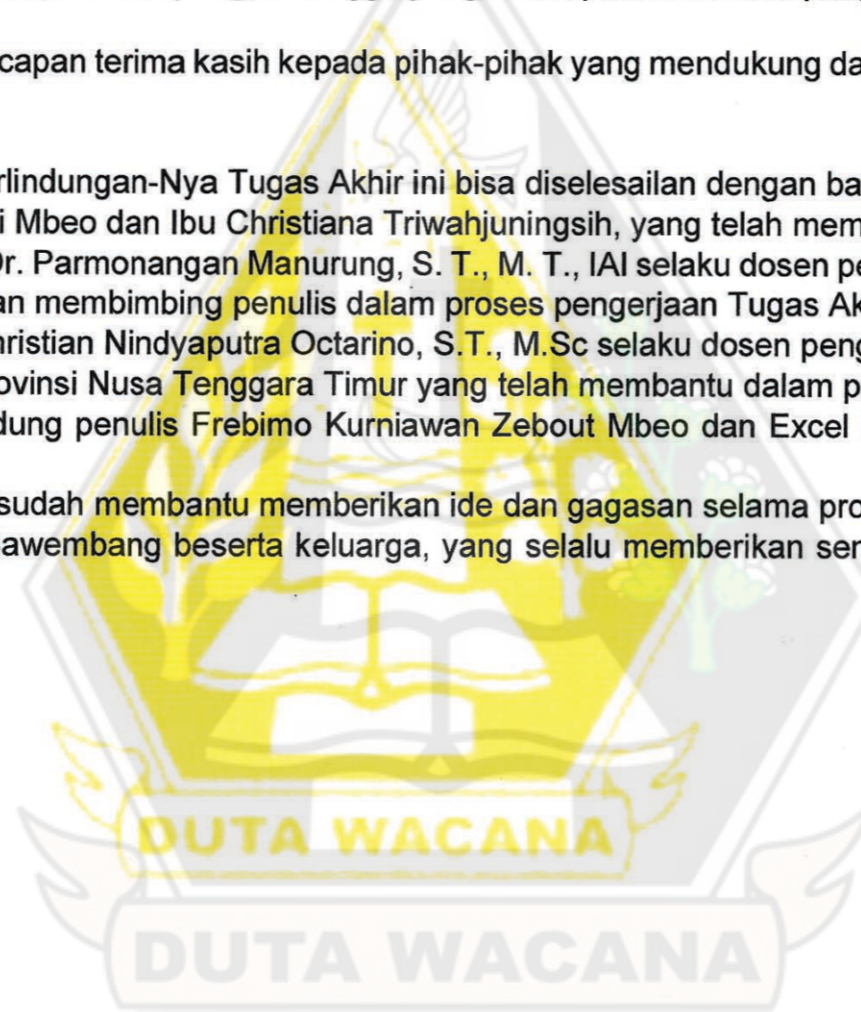 capan terima kasih kepada pihak-pihak yang mendukung da
rlindungan-Nya Tugas Akhir ini bisa diselesailan dengan ba
i Mbeo dan Ibu Christiana Triwahjuningsih, yang telah mem
Dr. Parmonangan Manurung, S. T., M. T., IAI selaku dosen pe
an membimbing penulis dalam proses pengerjaan Tugas Ak
hristian Nindyaputra Octarino, S.T., M.Sc selaku dosen peng
rovinsi Nusa Tenggara Timur yang telah membantu dalam p
dung penulis Frebimo Kurniawan Zebout Mbeo dan Excel
sudah membantu memberikan ide dan gagasan selama pro
awembang beserta keluarga, yang selalu memberikan sem
DUTA WACANA
DUTA WACANA